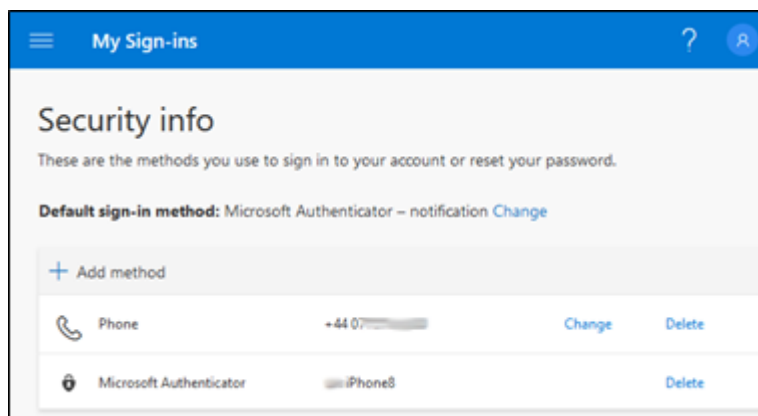 My Sign-ins ?
Security info
These are the methods you use to sign in to your account or reset your password.
Default sign-in method: Microsoft Authenticator – notification Change
+ Add method
Phone +44 07 Change Delete
Microsoft Authenticator iPhone8 Delete